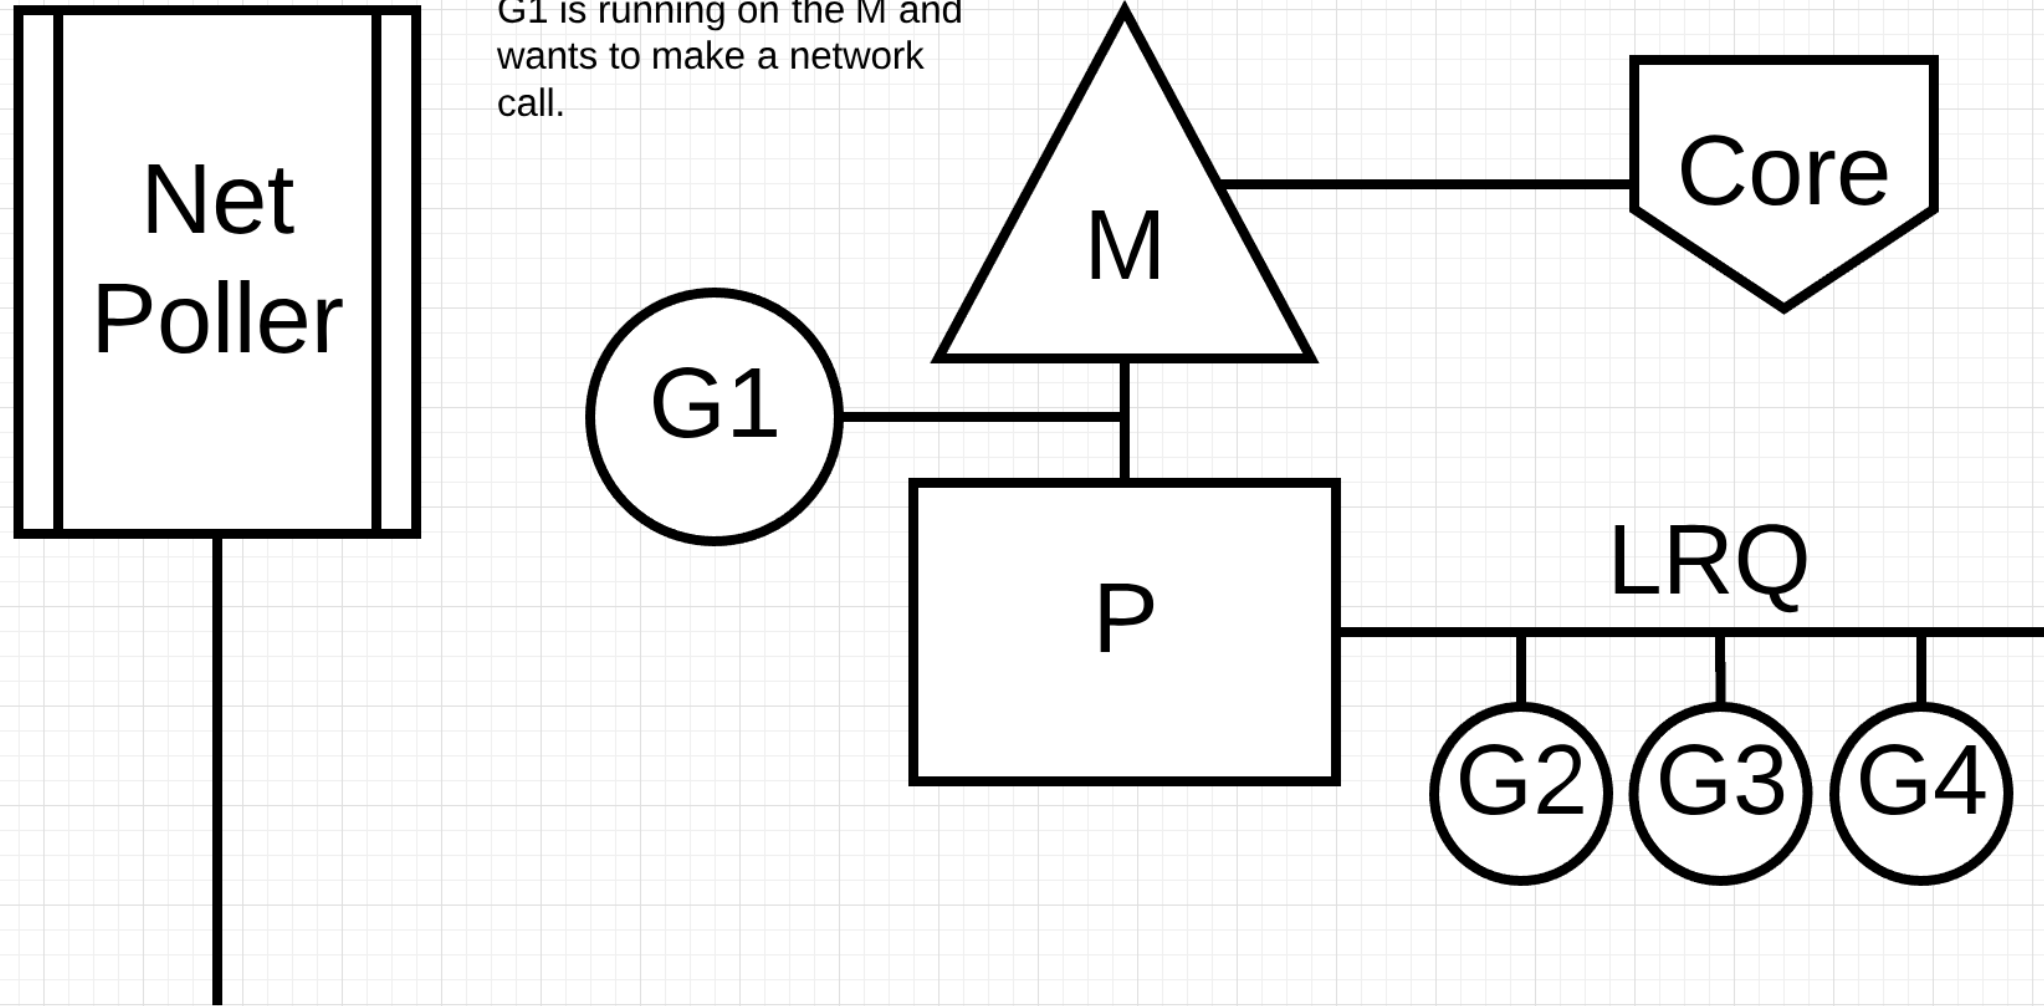 G1 is running on the M and
wants to make a network
call.
Net
Poller
M
Core
G1
P
LRQ
G2
G3
G4